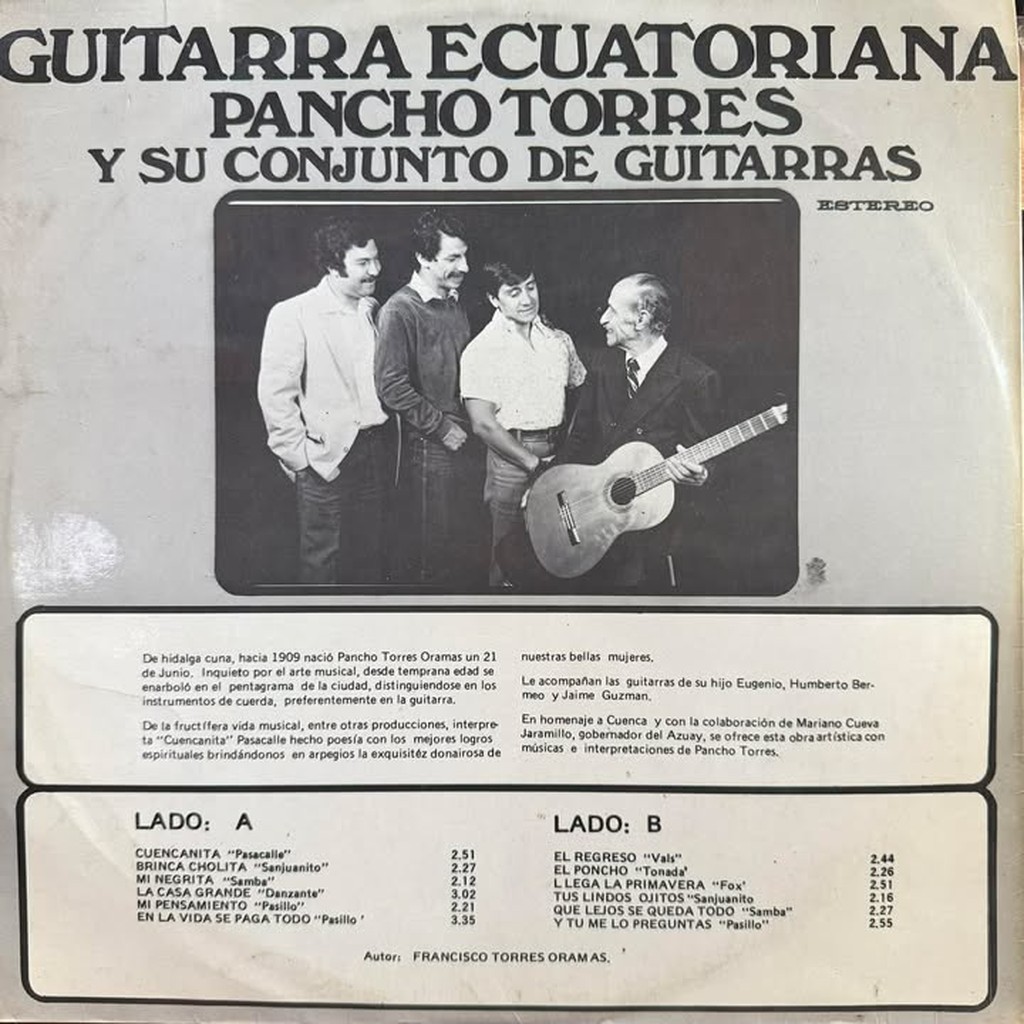 GUITARRA ECUATORIANA
PANCHO TORRES
Y SU CONJUNTO DE GUITARRAS
ESTEREO
De hidalga cuna, hacia 1909 nació Pancho Torres Oramas un 21
de Junio. Inquieto por el arte musical, desde temprana edad se
enarboló en el pentagrama de la ciudad, distinguiendose en los
instrumentos de cuerda, preferentemente en la guitarra.
De la fructífera vida musical, entre otras producciones, interpre-
ta "Cuencanita" Pasacalle hecho poesía con los mejores logros
espirituales brindándonos en arpegios la exquisitéz donairosa de
nuestras bellas mujeres.
Le acompañan las guitarras de su hijo Eugenio, Humberto Ber-
meo y Jaime Guzman.
En homenaje a Cuenca y con la colaboración de Mariano Cueva
Jaramillo, gobernador del Azuay, se ofrece esta obra artística con
músicas e interpretaciones de Pancho Torres.
LADO: A
CUENCANITA "Pasacalle" 2.51
BRINCA CHOLITA "Sanjuanito" 2.27
MI NEGRITA "Samba" 2.12
LA CASA GRANDE "Danzante" 3.02
MI PENSAMIENTO "Pasillo" 2.21
EN LA VIDA SE PAGA TODO "Pasillo' 3.35
LADO: B
EL REGRESO "Vals" 2.44
EL PONCHO "Tonada' 2.26
LLEGA LA PRIMAVERA "Fox' 2.51
TUS LINDOS OJITOS "Sanjuanito 2.16
QUE LEJOS SE QUEDA TODO "Samba" 2.27
Y TU ME LO PREGUNTAS "Pasillo" 2.55
Autor: FRANCISCO TORRES ORAMAS.